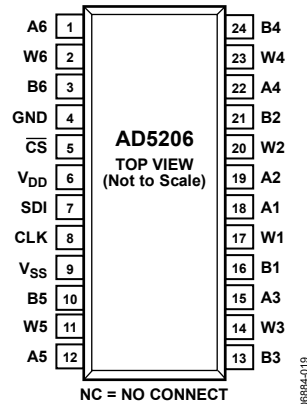 A6 1 24 B4
W6 2 23 W4
B6 3 22 A4
GND 4 21 B2
CS 5 20 W2
VDD 6 19 A2
SDI 7 18 A1
CLK 8 17 W1
VSS 9 16 B1
B5 10 15 A3
W5 11 14 W3
A5 12 13 B3
AD5206
TOP VIEW
(Not to Scale)
NC = NO CONNECT
06884-019